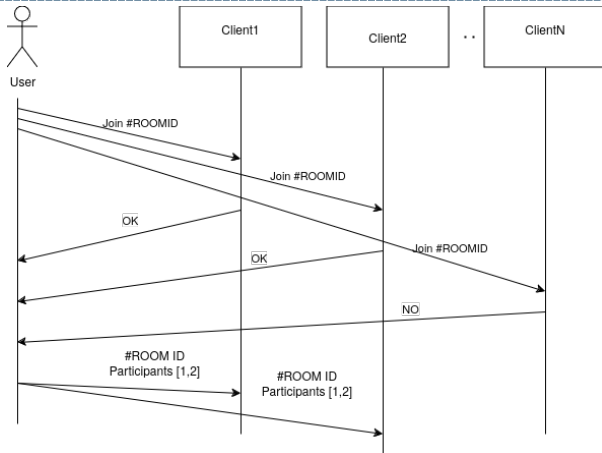 Client1
Client2
..
ClientN
User
Join #ROOMID
Join #ROOMID
Join #ROOMID
OK
OK
NO
#ROOM ID
Participants [1,2]
#ROOM ID
Participants [1,2]